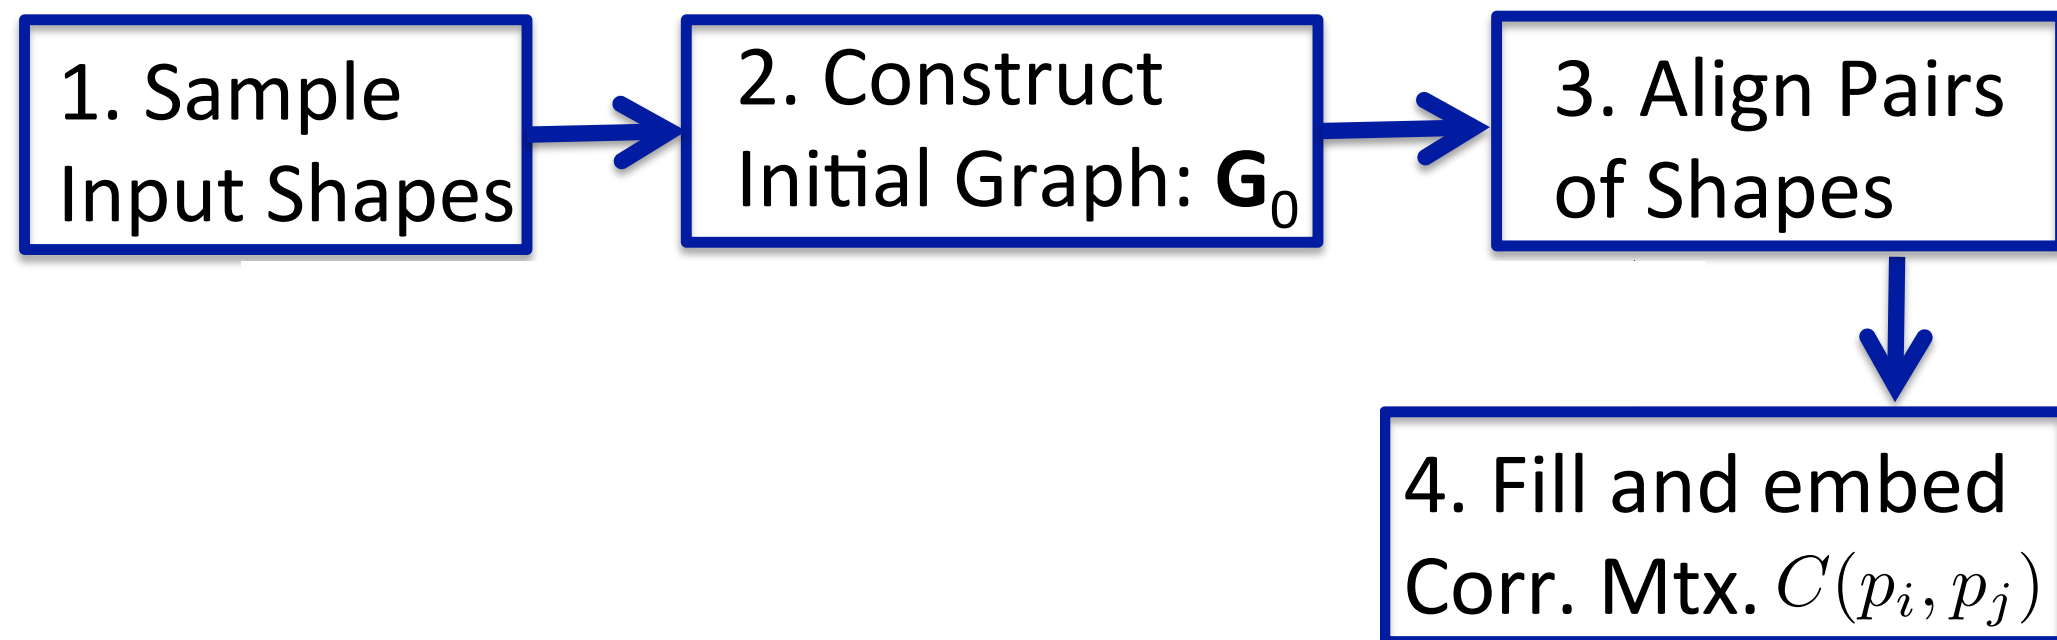 1. Sample
Input Shapes
2. Construct
Initial Graph: G₀
3. Align Pairs
of Shapes
4. Fill and embed
Corr. Mtx. C(pᵢ, pⱼ)